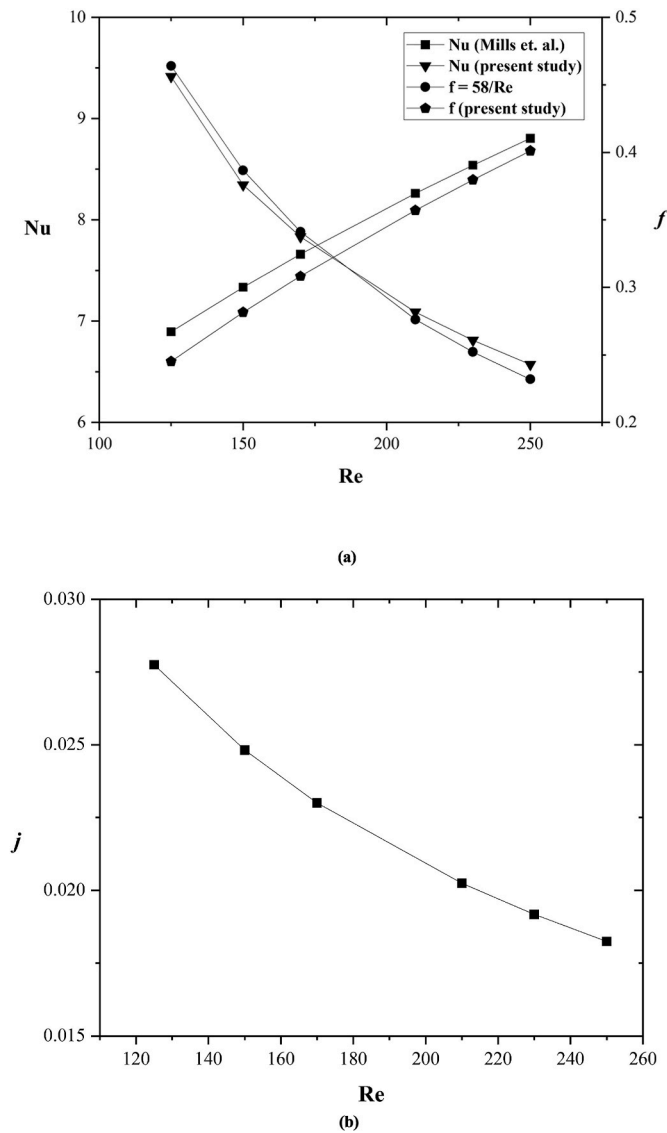 10
9
8
7
6
Nu
0.5
0.4
0.3
0.2
f
Nu (Mills et. al.)
Nu (present study)
f = 58/Re
f (present study)
100
150
200
250
Re
(a)
0.030
0.025
0.020
0.015
j
120
140
160
180
200
220
240
260
Re
(b)